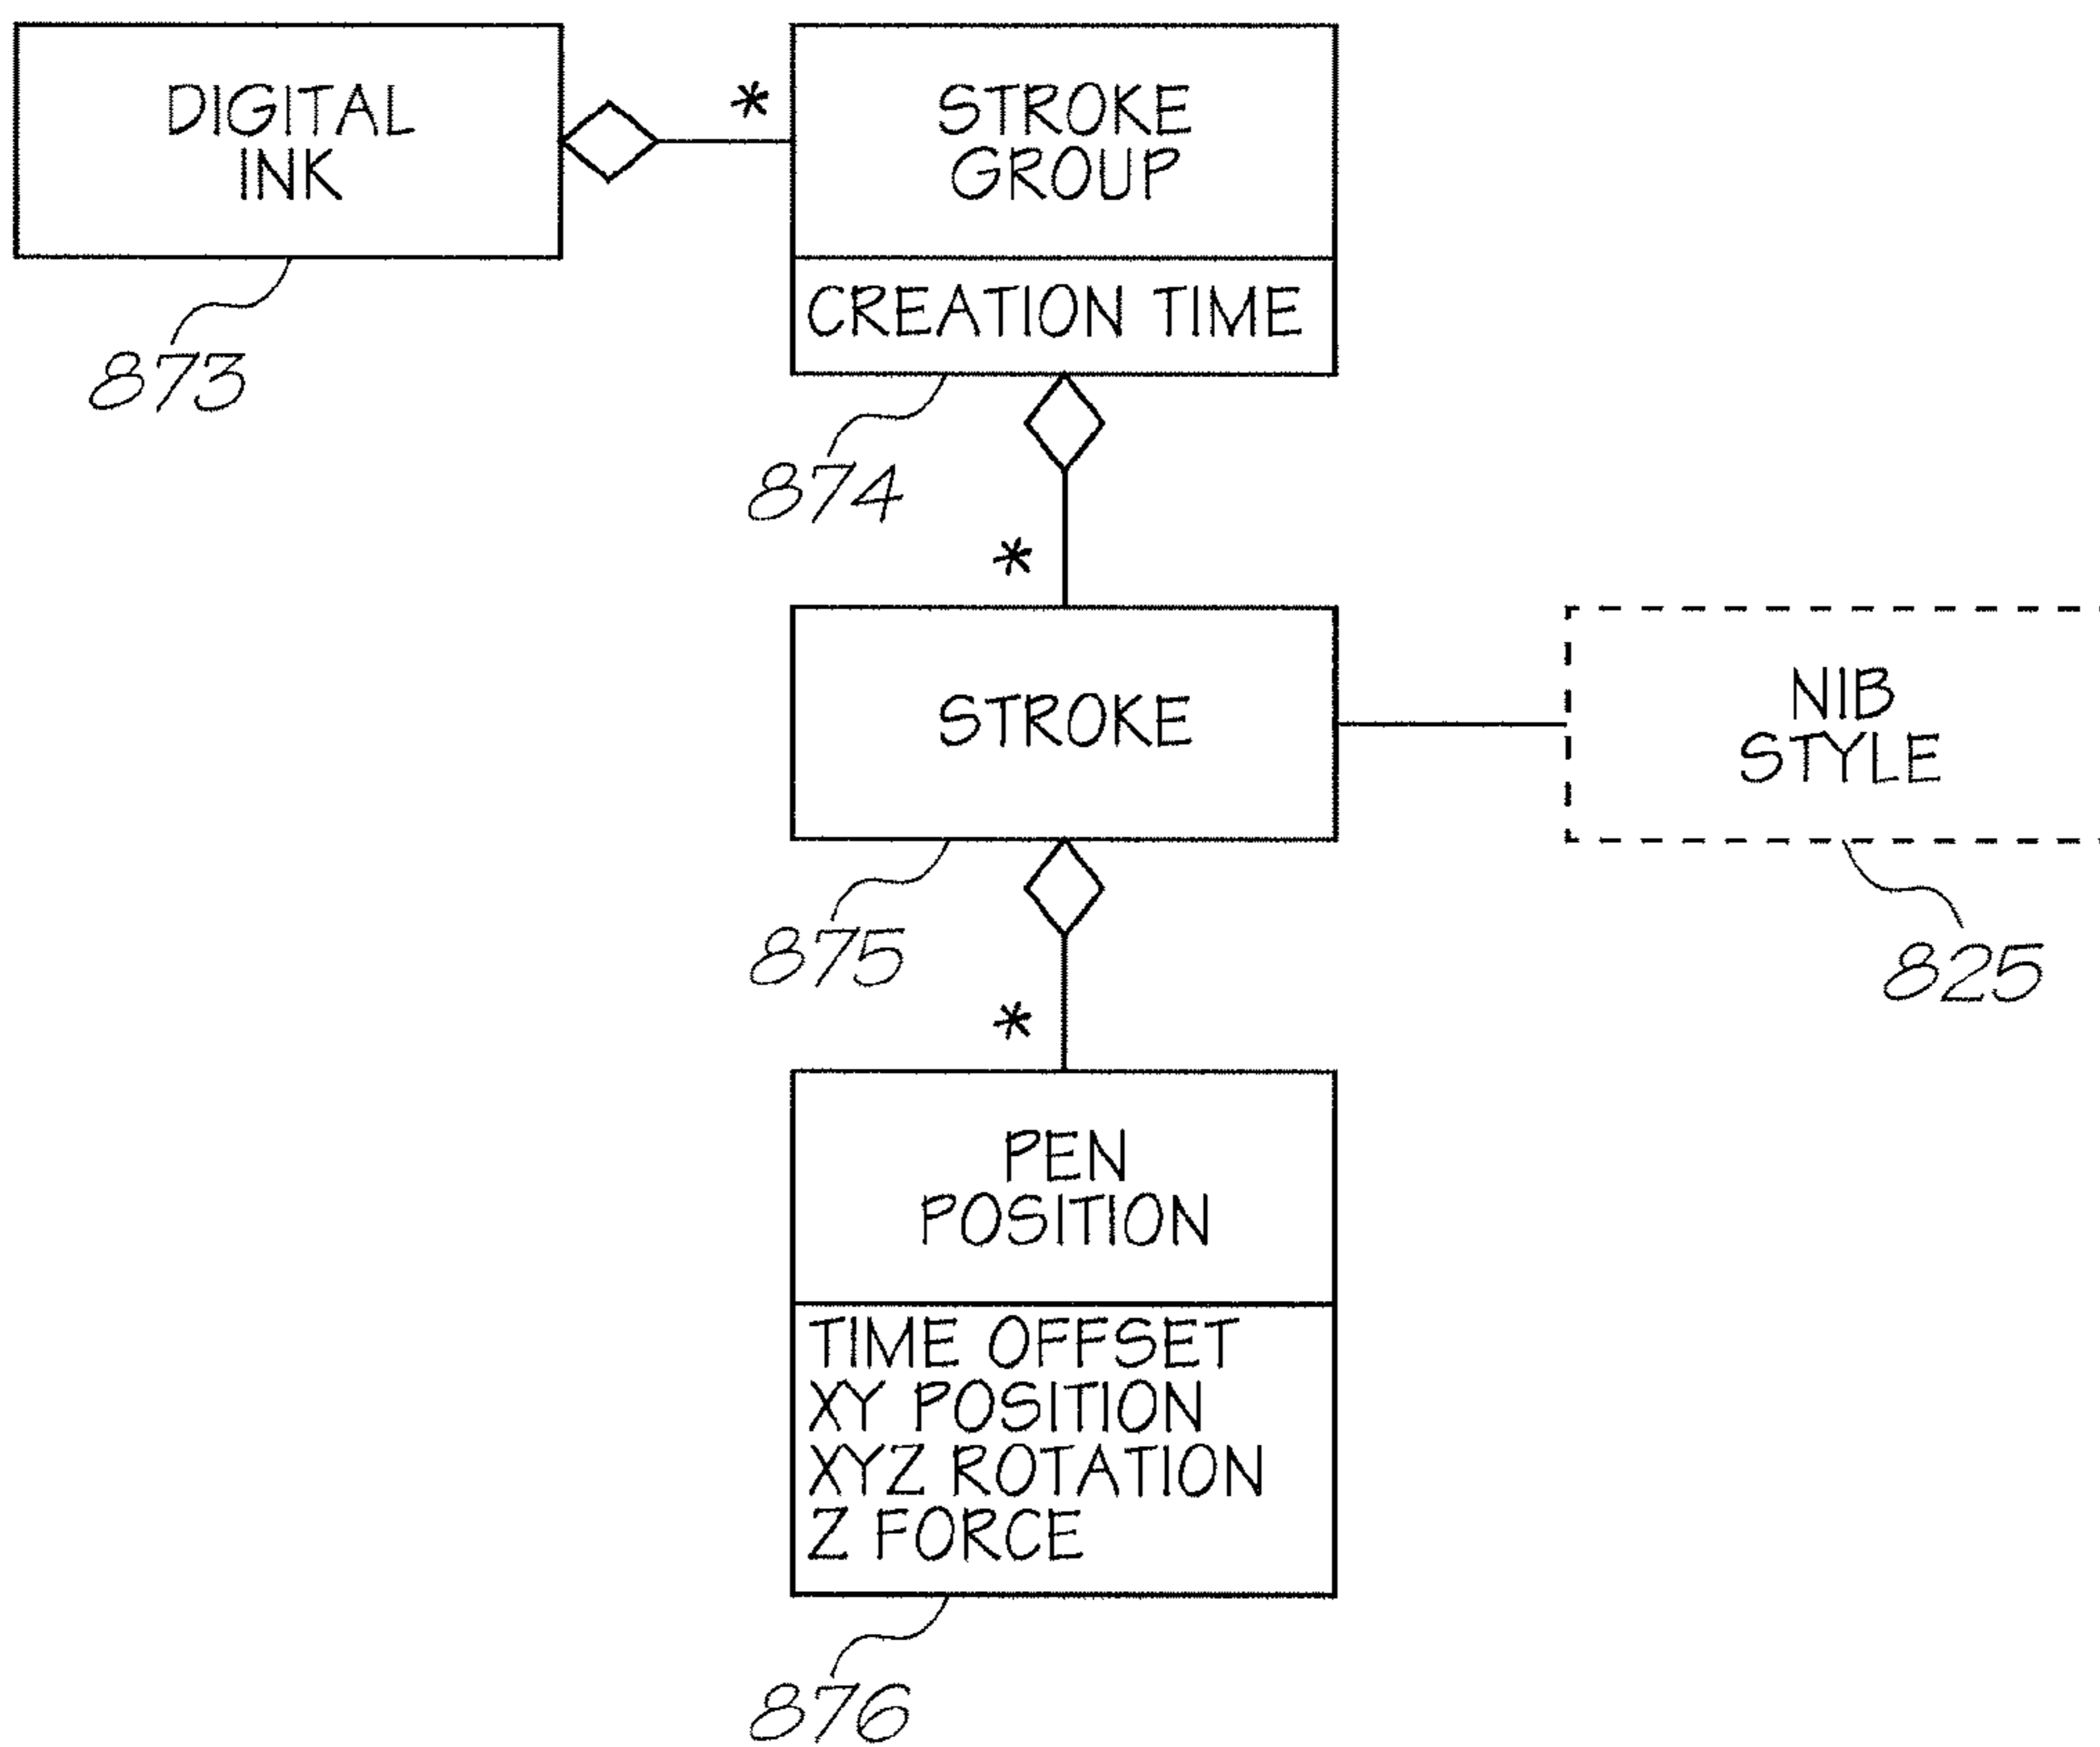 DIGITAL
INK
*
STROKE
GROUP
CREATION TIME
873
874
*
STROKE
NIB
STYLE
875
825
*
PEN
POSITION
TIME OFFSET
XY POSITION
XYZ ROTATION
Z FORCE
876